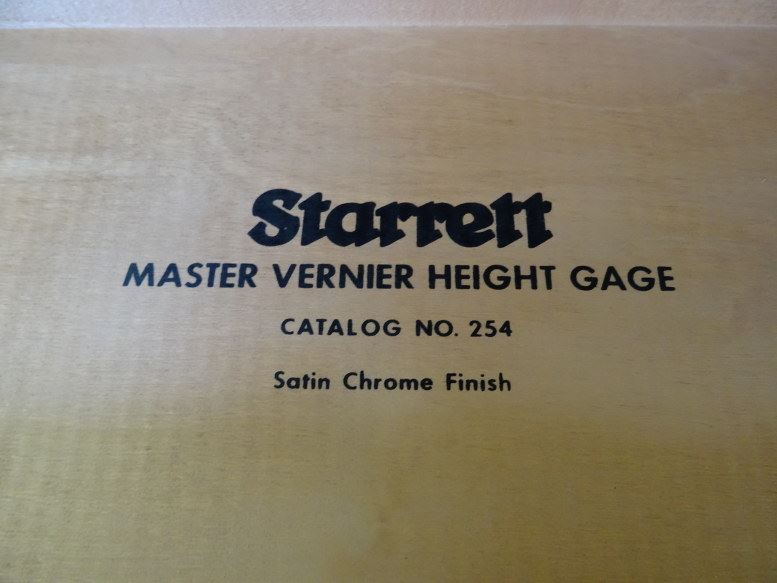 Starrett
MASTER VERNIER HEIGHT GAGE
CATALOG NO. 254
Satin Chrome Finish